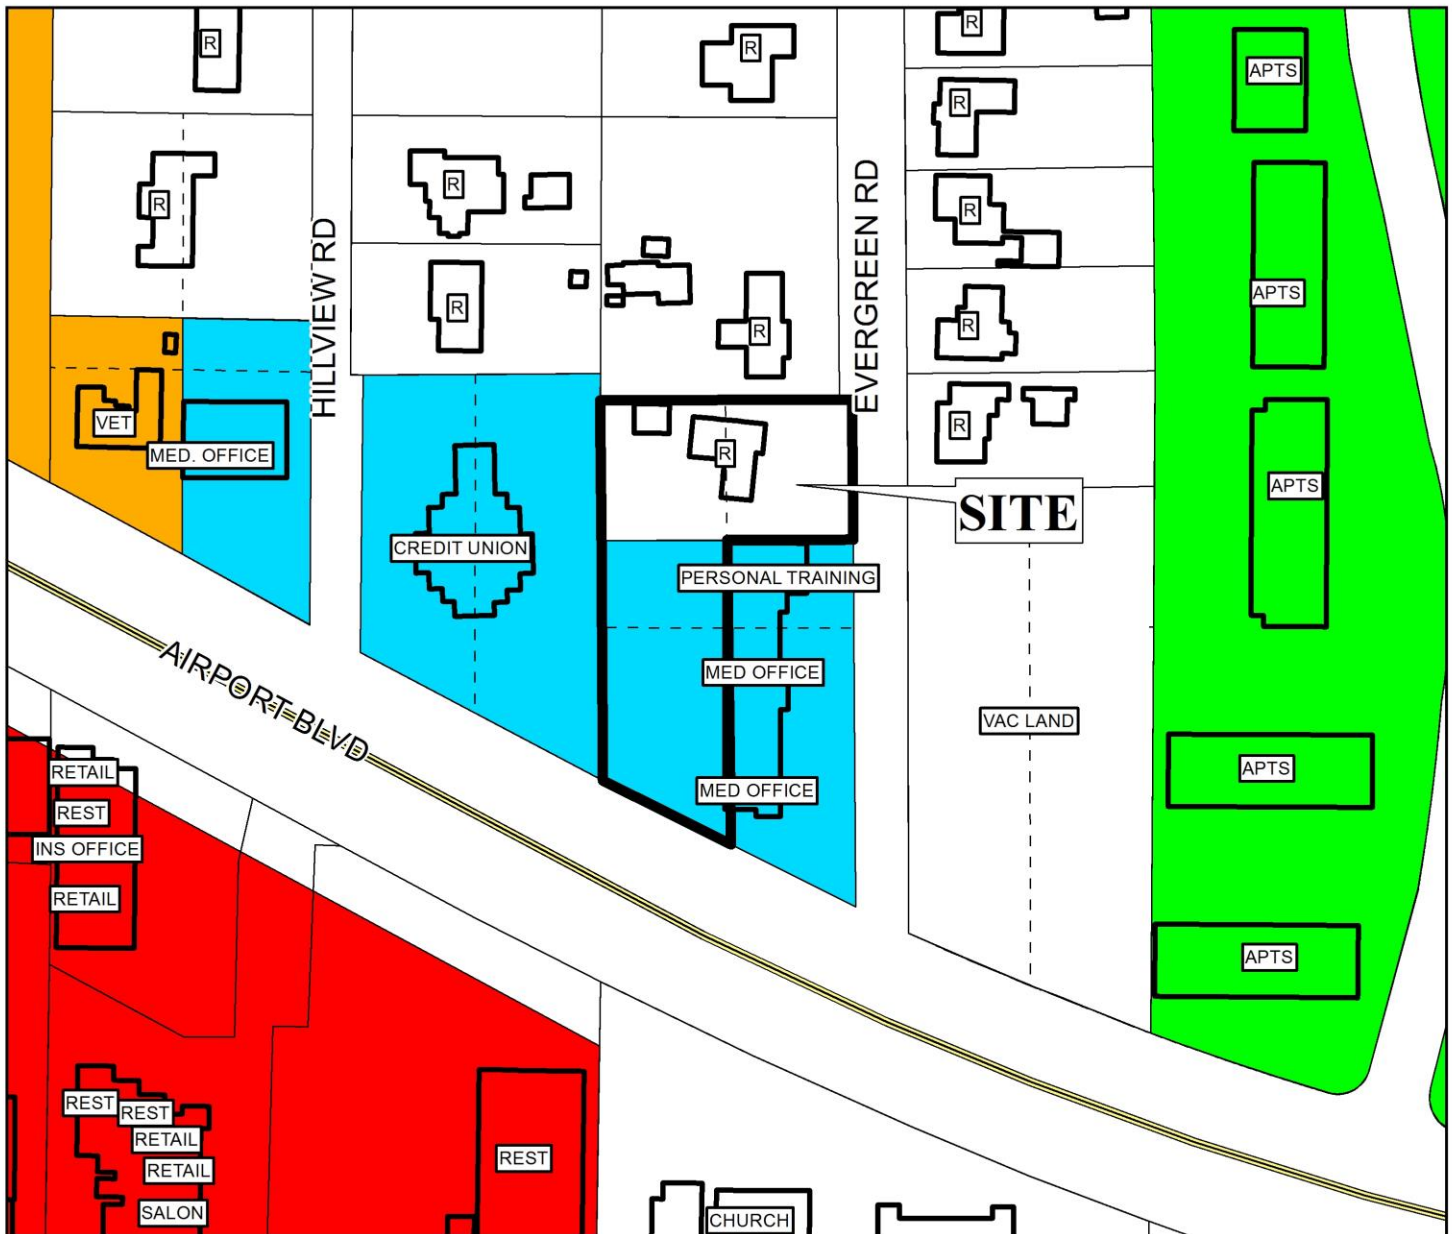 R
R
R
APTS
R
R
R
R
R
APTS
R
R
R
HILLVIEW RD
EVERGREEN RD
VET
MED. OFFICE
R
R
APTS
SITE
CREDIT UNION
PERSONAL TRAINING
MED OFFICE
VAC LAND
AIRPORT BLVD
RETAIL
REST
INS OFFICE
RETAIL
MED OFFICE
APTS
APTS
REST
REST
RETAIL
RETAIL
SALON
REST
CHURCH